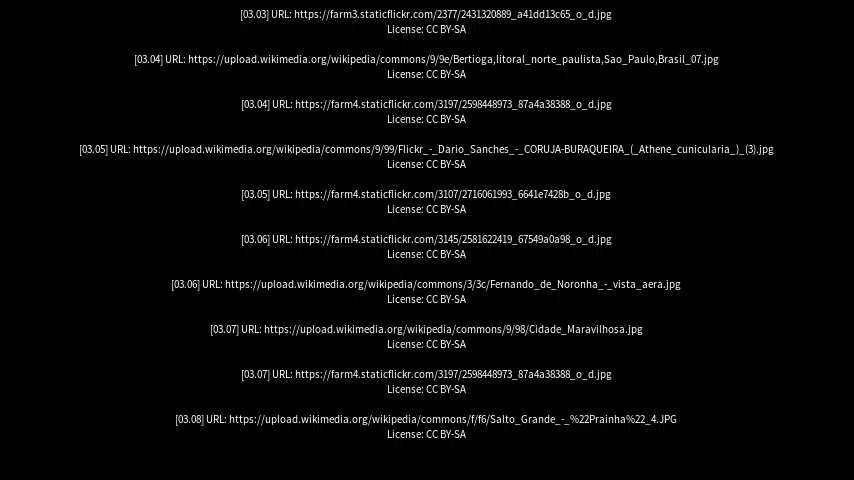 [03.03] URL: https://farm3.staticflickr.com/2377/2431320889_a41dd13c65_o_d.jpg
License: CC BY-SA
[03.04] URL: https://upload.wikimedia.org/wikipedia/commons/9/9e/Bertioga,litoral_norte_paulista,Sao_Paulo,Brasil_07.jpg
License: CC BY-SA
[03.04] URL: https://farm4.staticflickr.com/3197/2598448973_87a4a38388_o_d.jpg
License: CC BY-SA
[03.05] URL: https://upload.wikimedia.org/wikipedia/commons/9/99/Flickr_-_Dario_Sanches_-_CORUJA-BURAQUEIRA_(_Athene_cunicularia_)_(3).jpg
License: CC BY-SA
[03.05] URL: https://farm4.staticflickr.com/3107/2716061993_6641e7428b_o_d.jpg
License: CC BY-SA
[03.06] URL: https://farm4.staticflickr.com/3145/2581622419_67549a0a98_o_d.jpg
License: CC BY-SA
[03.06] URL: https://upload.wikimedia.org/wikipedia/commons/3/3c/Fernando_de_Noronha_-_vista_aera.jpg
License: CC BY-SA
[03.07] URL: https://upload.wikimedia.org/wikipedia/commons/9/98/Cidade_Maravilhosa.jpg
License: CC BY-SA
[03.07] URL: https://farm4.staticflickr.com/3197/2598448973_87a4a38388_o_d.jpg
License: CC BY-SA
[03.08] URL: https://upload.wikimedia.org/wikipedia/commons/f/f6/Salto_Grande_-_%22Prainha%22_4.JPG
License: CC BY-SA